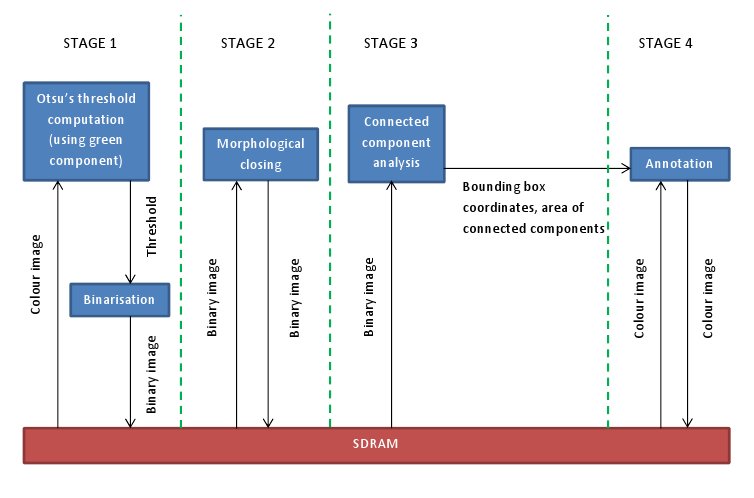 STAGE 1
STAGE 2
STAGE 3
STAGE 4
Otsu's threshold
computation
(using green
component)
Morphological
closing
Connected
component
analysis
Annotation
Bounding box
coordinates, area of
connected components
Threshold
Colour image
Binarisation
Binary image
Binary image
Binary image
Binary image
Colour image
Colour image
SDRAM